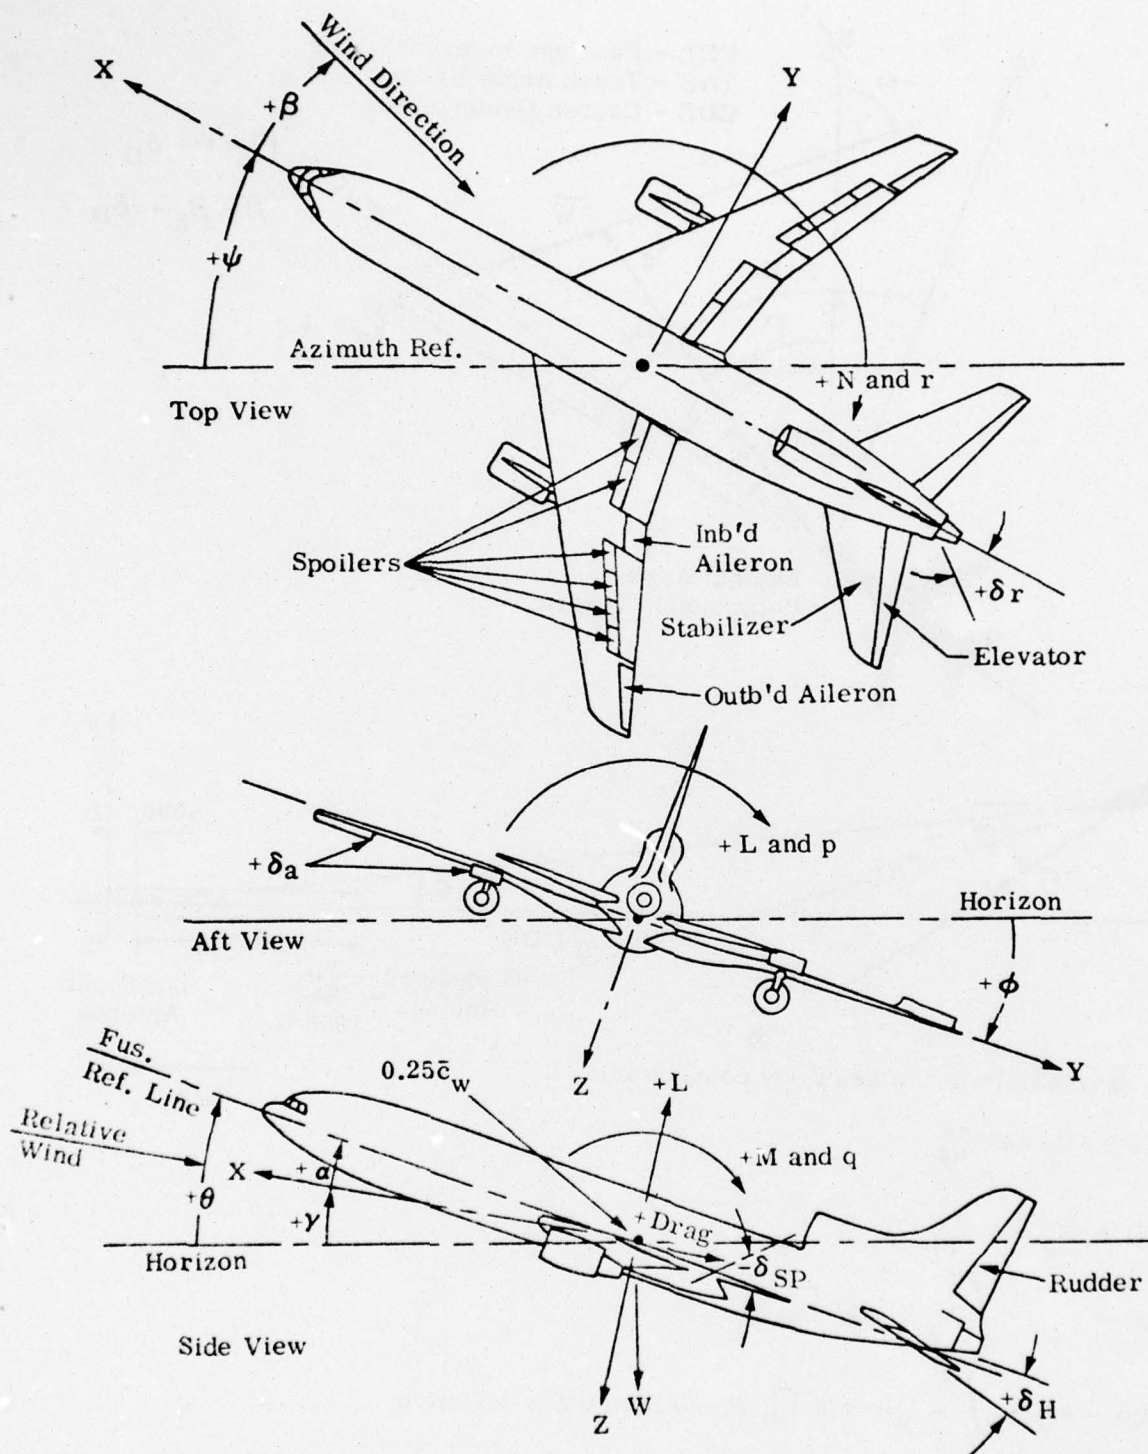 Wind Direction
X
Y
+β
+ψ
Azimuth Ref.
+ N and r
Top View
Inb'd
Aileron
Spoilers
+δr
Stabilizer
Elevator
Outb'd Aileron
+ L and p
+δa
Horizon
Aft View
+ϕ
Z
Y
Fus.
Ref. Line
0.25c̄w
+L
Relative
Wind
+M and q
X
+α
+θ
+γ
+Drag
Horizon
-δSP
Rudder
Side View
Z
W
+δH